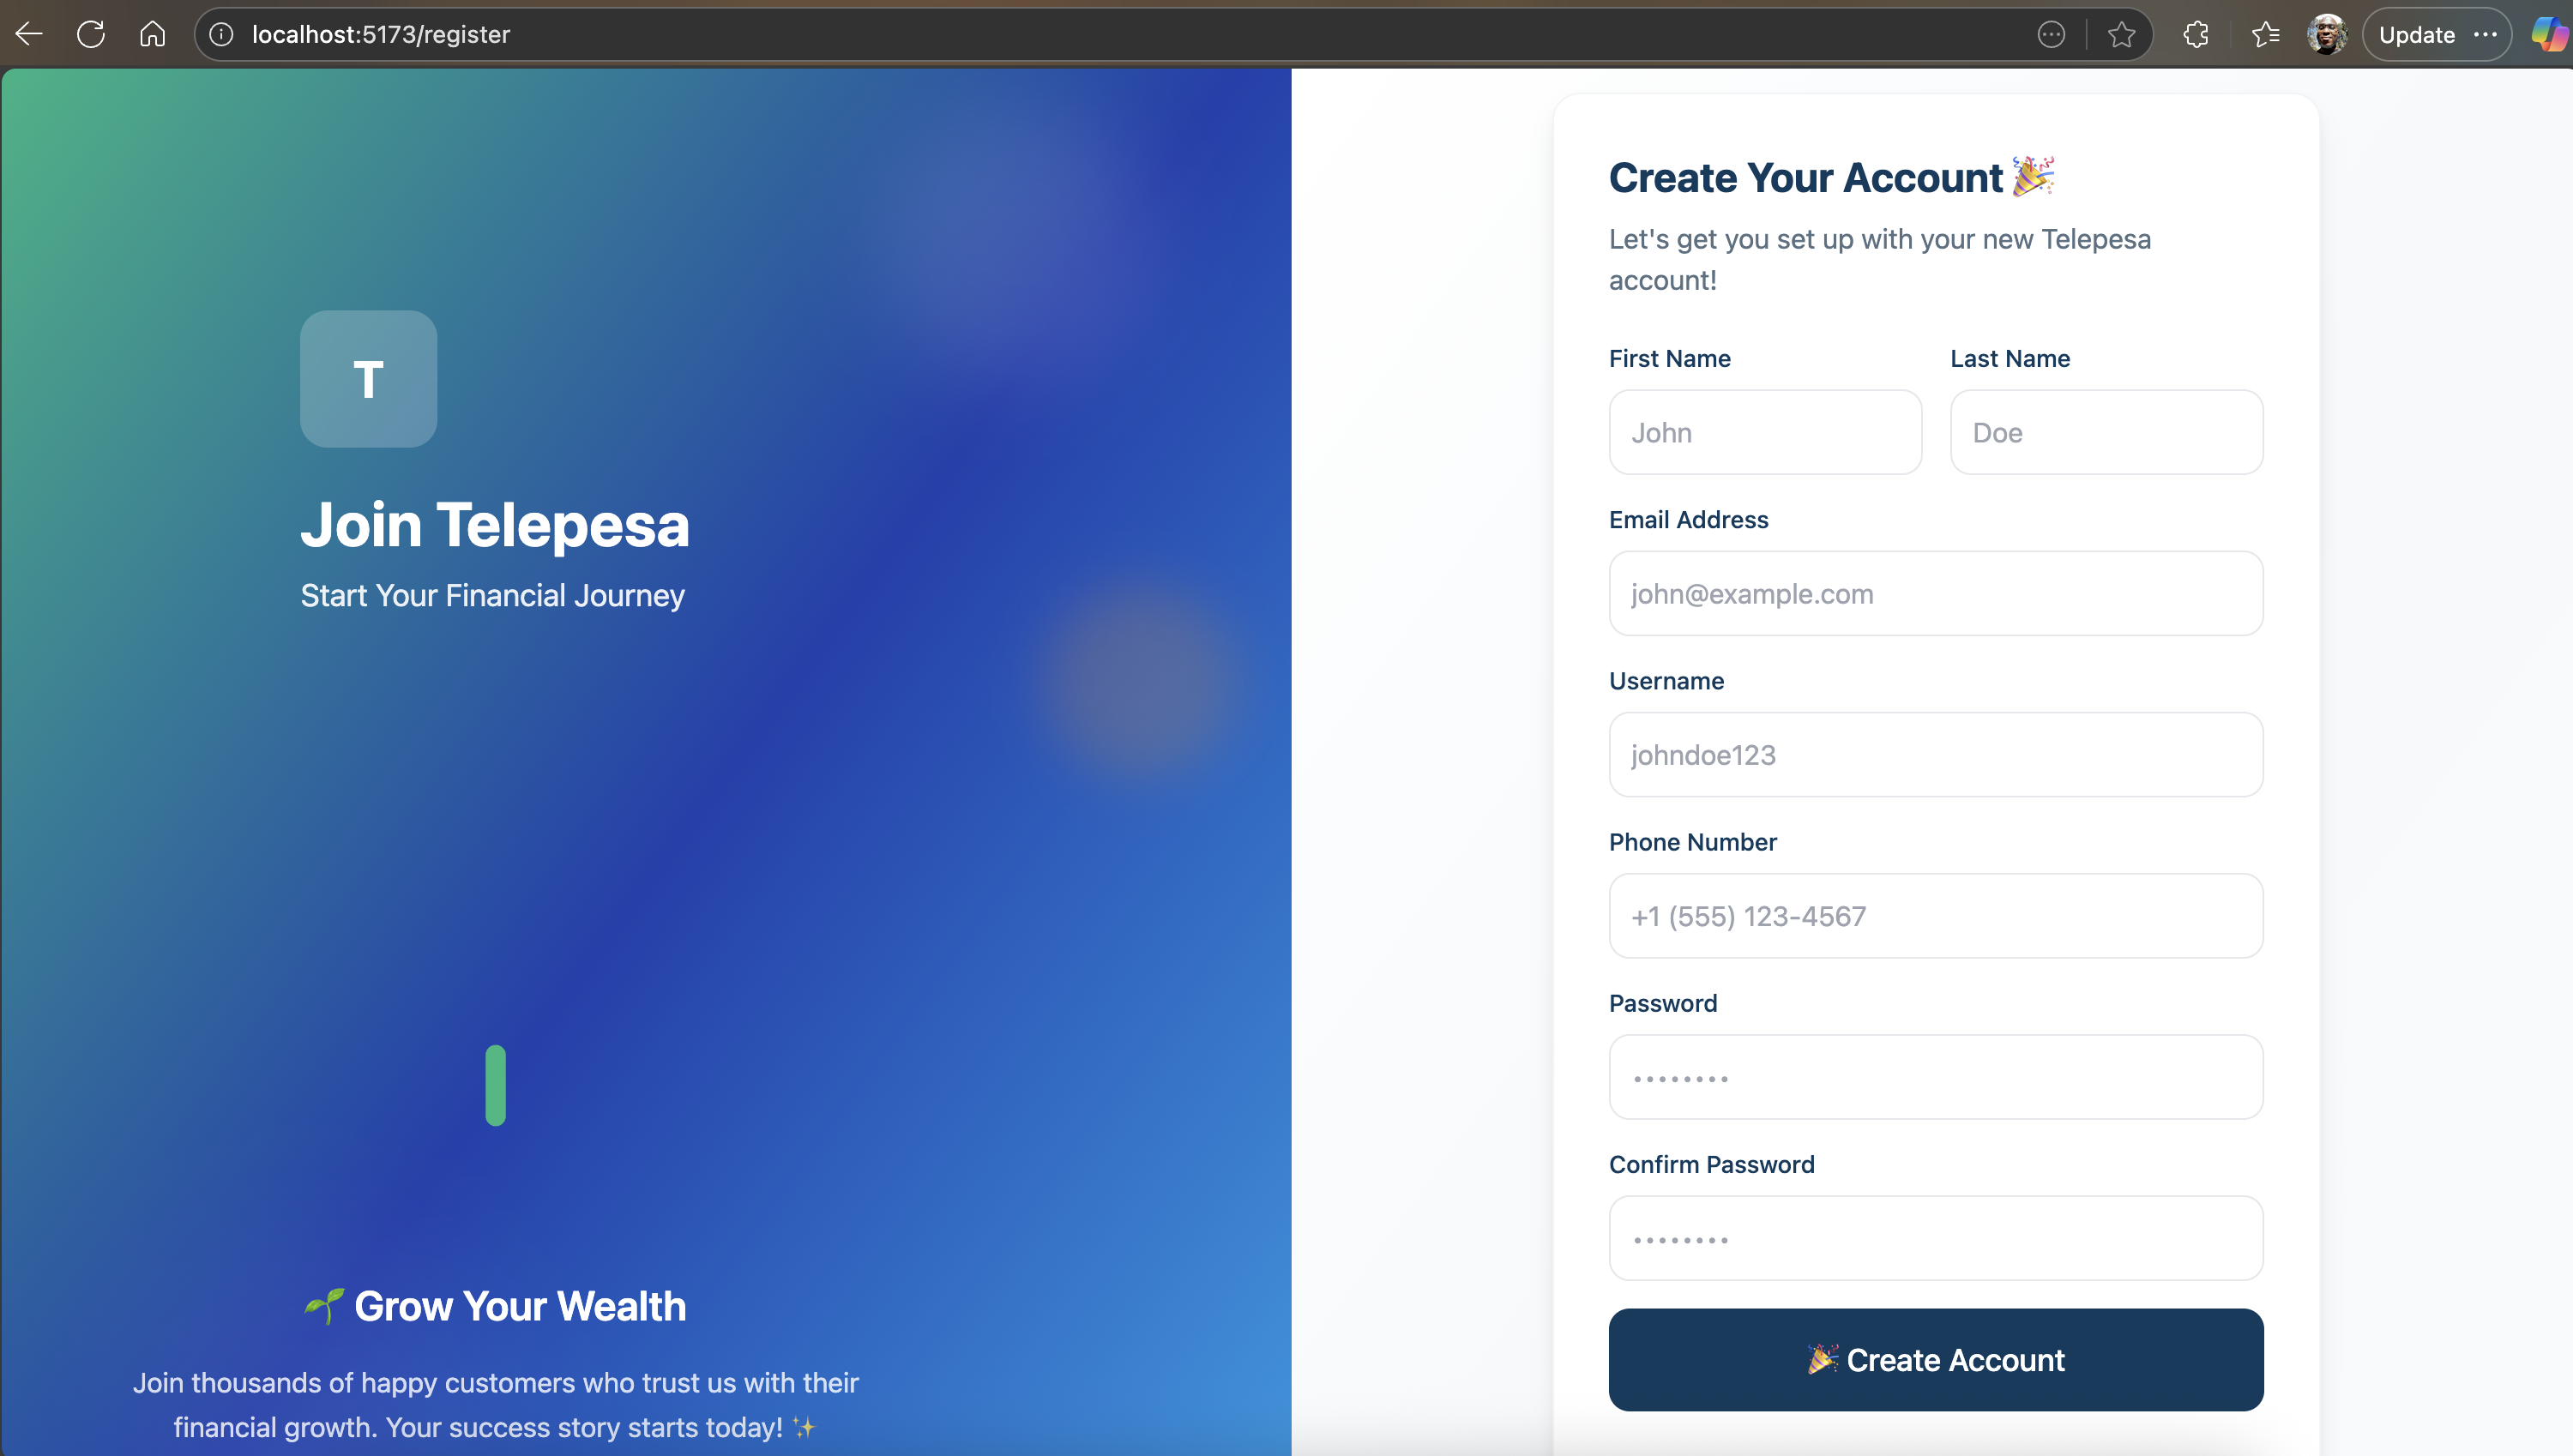 localhost:5173/register
Update
T
Join Telepesa
Start Your Financial Journey
🌱 Grow Your Wealth
Join thousands of happy customers who trust us with their
financial growth. Your success story starts today! ✨
Create Your Account 🎉
Let's get you set up with your new Telepesa
account!
First Name
Last Name
John
Doe
Email Address
john@example.com
Username
johndoe123
Phone Number
+1 (555) 123-4567
Password
••••••••
Confirm Password
••••••••
🎉 Create Account